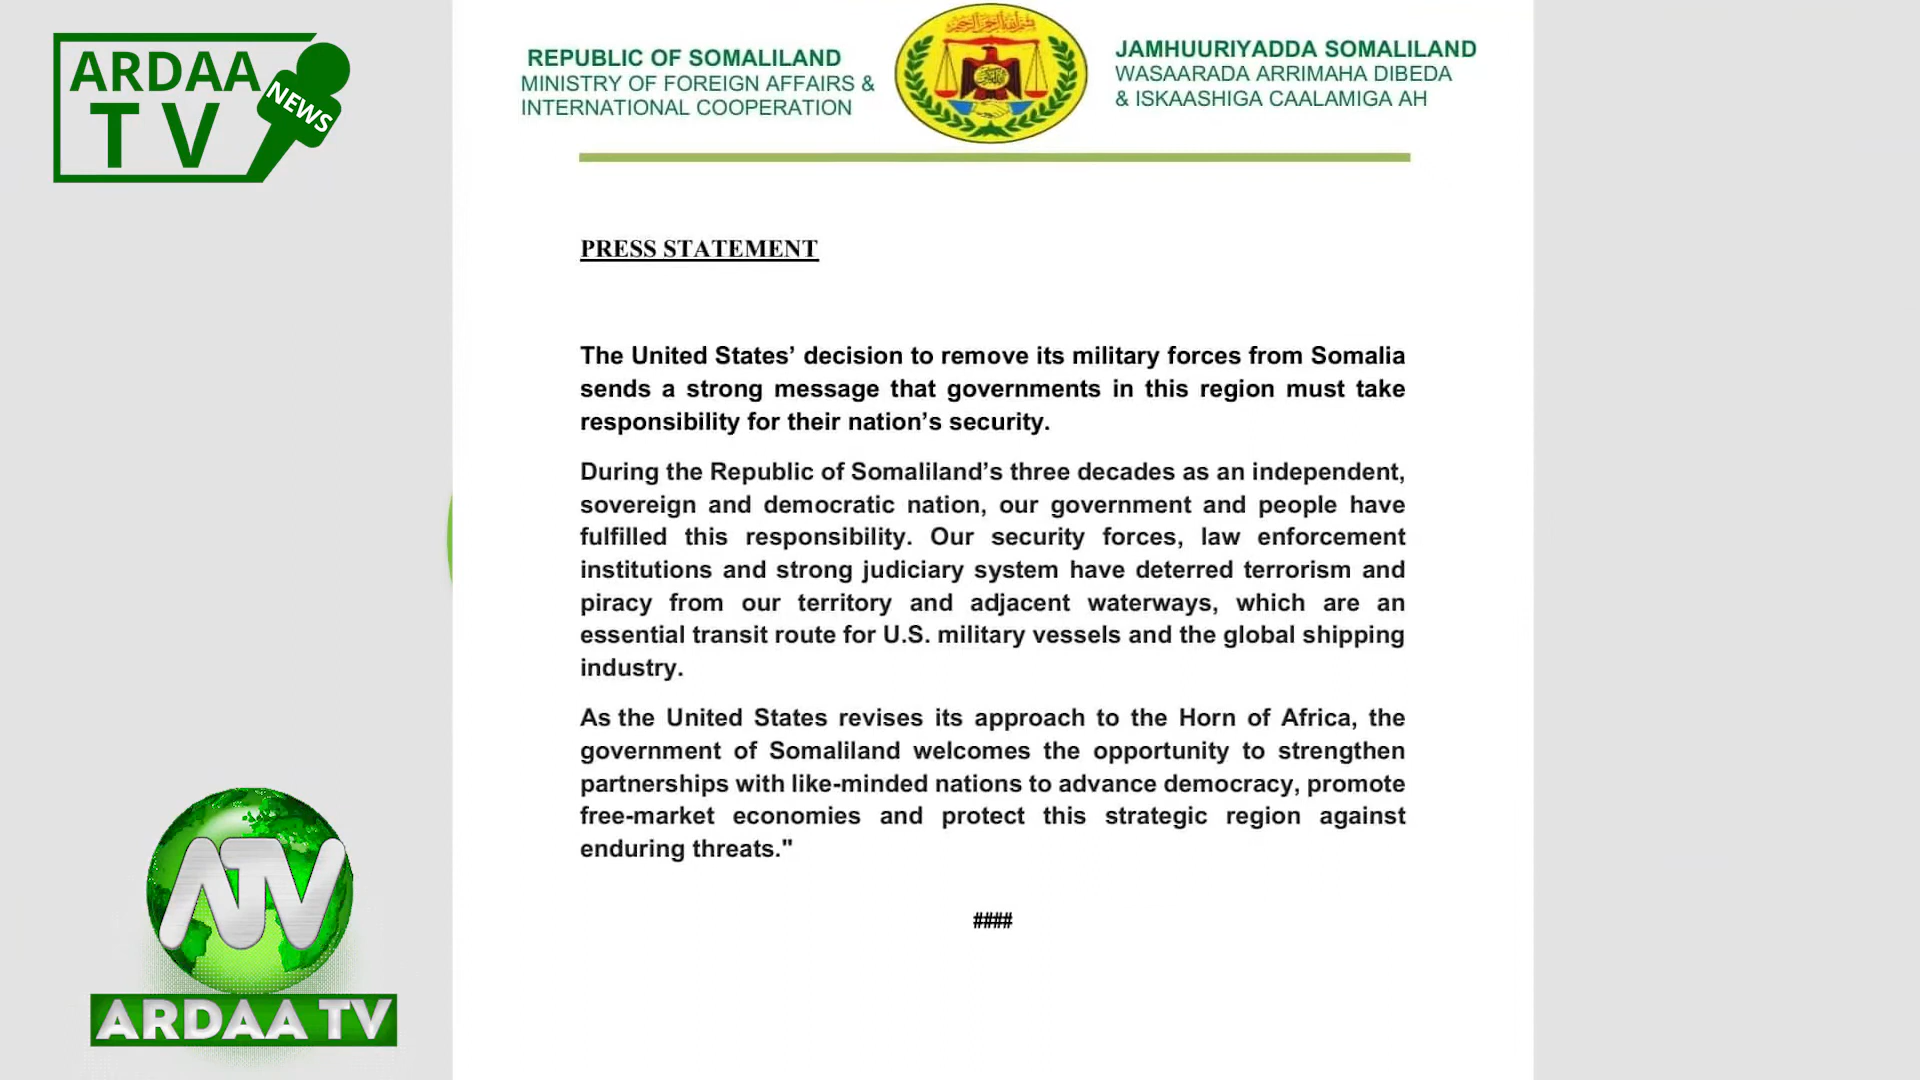 ARDAA
TV
NEWS
REPUBLIC OF SOMALILAND
MINISTRY OF FOREIGN AFFAIRS &
INTERNATIONAL COOPERATION
JAMHUURIYADDA SOMALILAND
WASAARADA ARRIMAHA DIBEDA
& ISKAASHIGA CAALAMIGA AH
PRESS STATEMENT
The United States’ decision to remove its military forces from Somalia
sends a strong message that governments in this region must take
responsibility for their nation’s security.
During the Republic of Somaliland’s three decades as an independent,
sovereign and democratic nation, our government and people have
fulfilled this responsibility. Our security forces, law enforcement
institutions and strong judiciary system have deterred terrorism and
piracy from our territory and adjacent waterways, which are an
essential transit route for U.S. military vessels and the global shipping
industry.
As the United States revises its approach to the Horn of Africa, the
government of Somaliland welcomes the opportunity to strengthen
partnerships with like-minded nations to advance democracy, promote
free-market economies and protect this strategic region against
enduring threats."
####
ATV
ARDAA TV